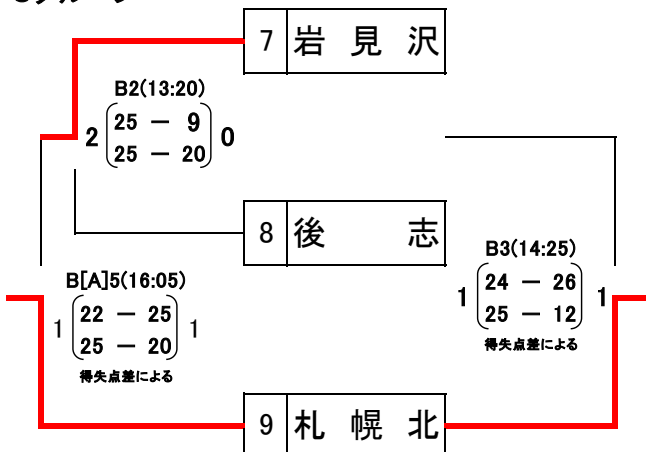 7 岩見沢
B2(13:20)
2 25 － 9 0
25 － 20
8 後志
B3(14:25)
1 24 － 26 1
25 － 12
得失点差による
B[A]5(16:05)
1 22 － 25 1
25 － 20
得失点差による
9 札幌北